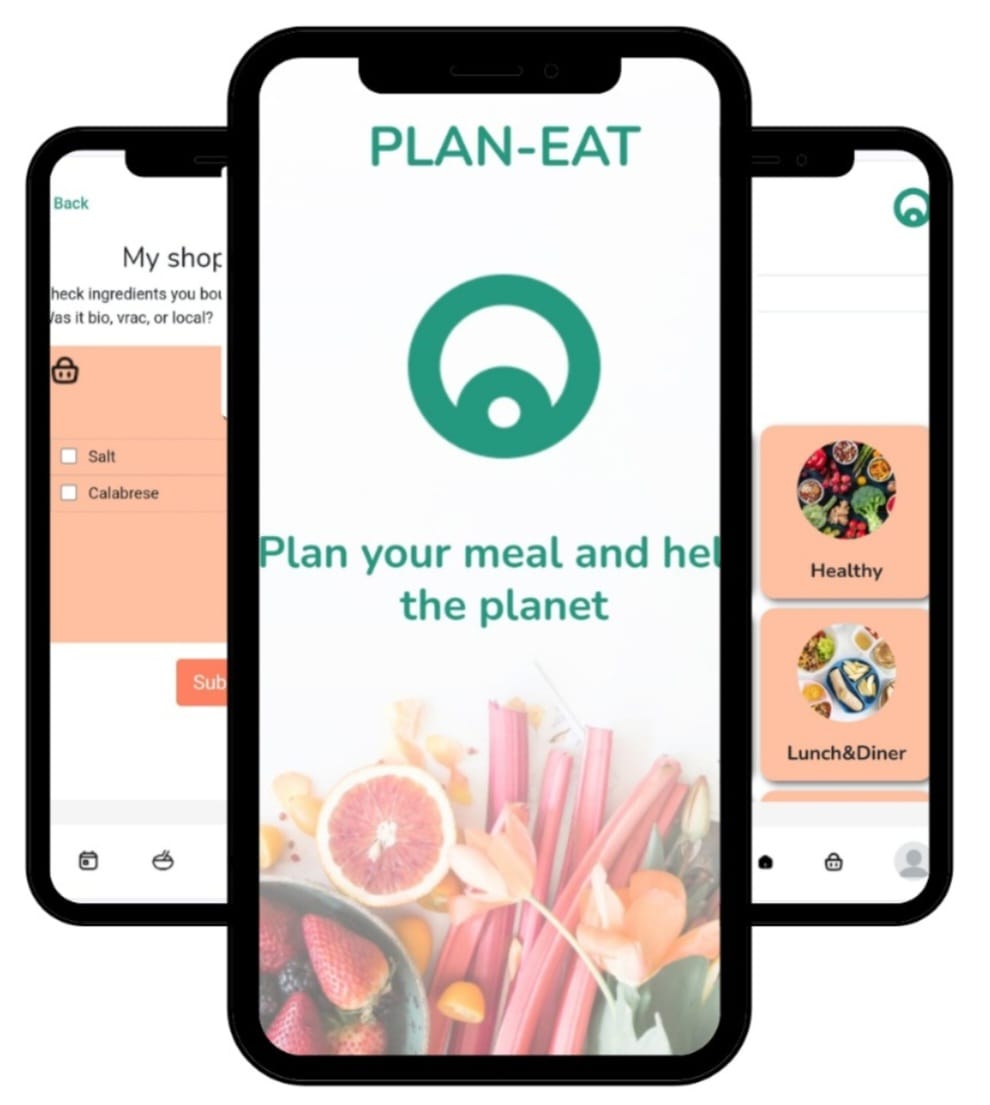 PLAN-EAT
Plan your meal and hel
the planet
Back
My shop
heck ingredients you bou
as it bio, vrac, or local?
Salt
Calabrese
Sub
Healthy
Lunch&Diner